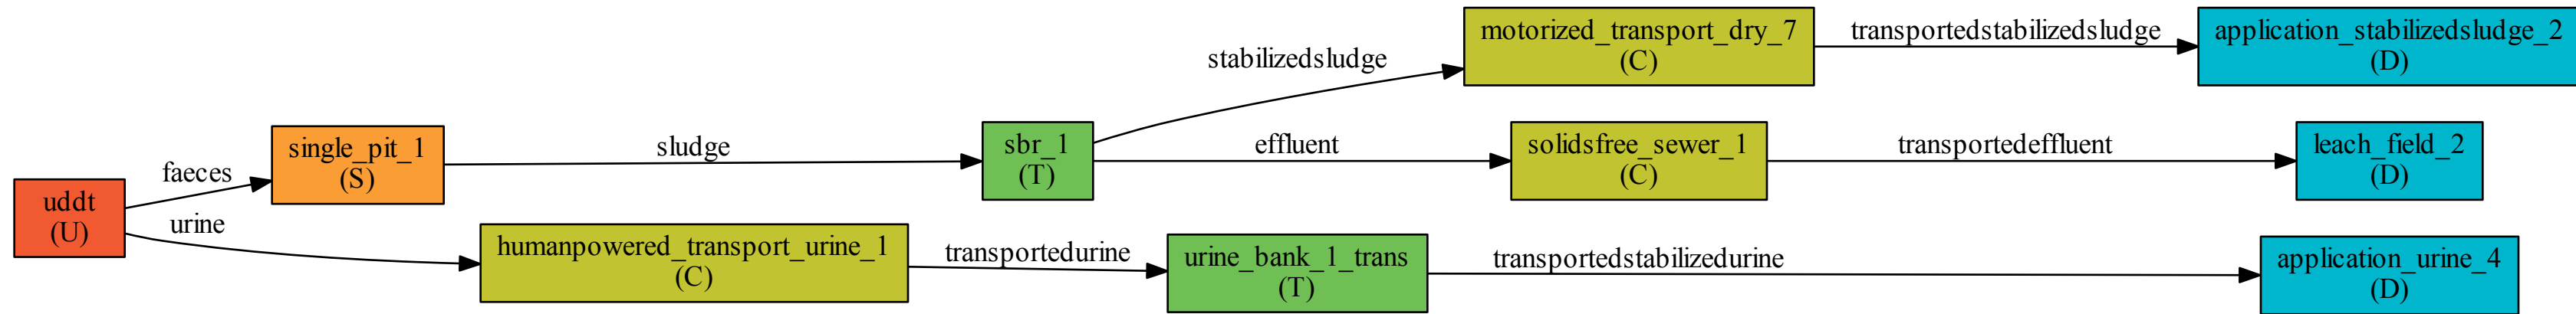 uddt
(U)
faeces
urine
single_pit_1
(S)
sludge
humanpowered_transport_urine_1
(C)
transportedurine
sbr_1
(T)
stabilizedsludge
effluent
urine_bank_1_trans
(T)
transportedstabilizedurine
motorized_transport_dry_7
(C)
transportedstabilizedsludge
solidsfree_sewer_1
(C)
transportedeffluent
application_stabilizedsludge_2
(D)
leach_field_2
(D)
application_urine_4
(D)